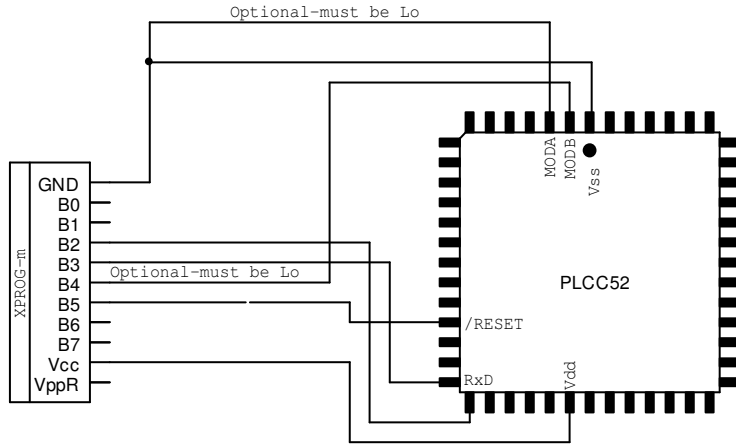 Optional-must be Lo
MODA
MODB
Vss
XPROG-m
GND
B0
B1
B2
B3
B4
B5
B6
B7
Vcc
VppR
Optional-must be Lo
PLCC52
/RESET
RxD
Vdd